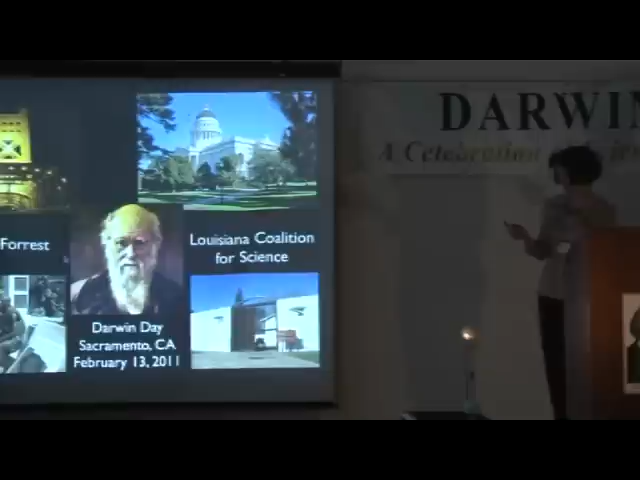 DARWIN
A Celebration
Forrest
Louisiana Coalition
for Science
Darwin Day
Sacramento, CA
February 13, 2011